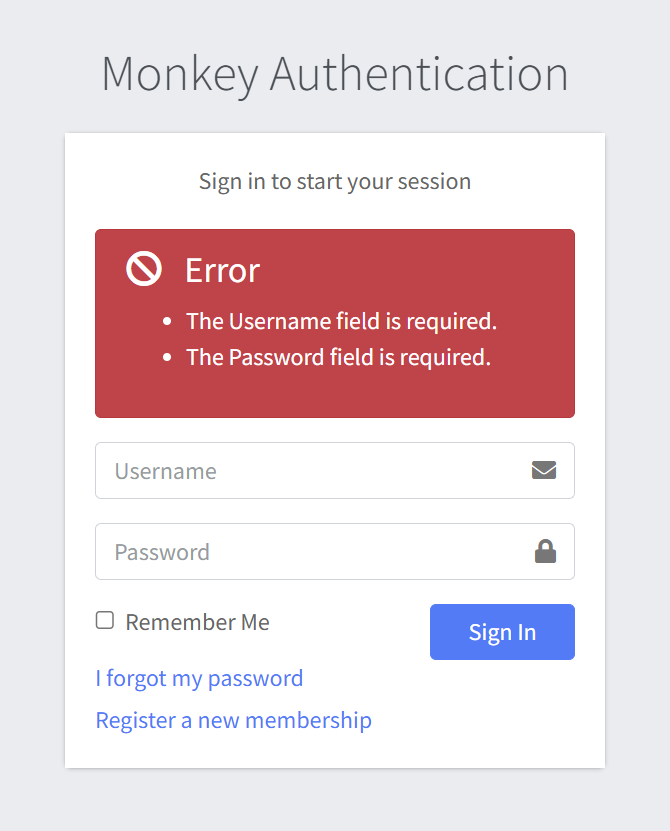 Monkey Authentication
Sign in to start your session
Error
The Username field is required.
The Password field is required.
Username
Password
Remember Me
Sign In
I forgot my password
Register a new membership